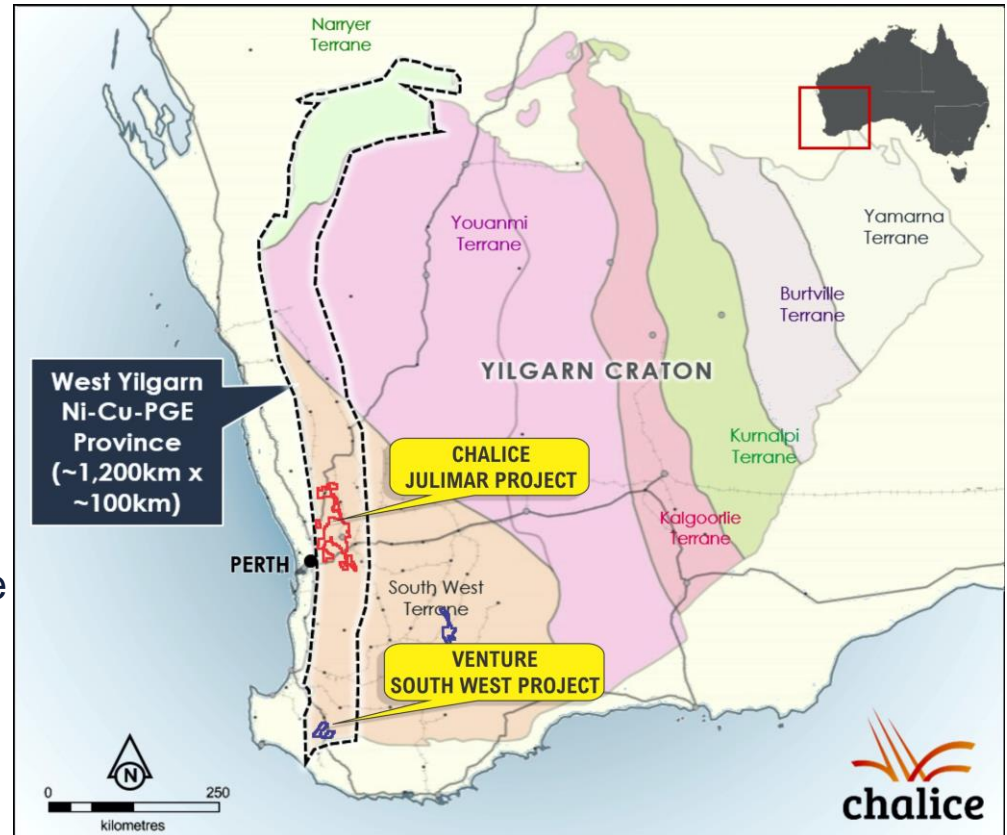 Narryer
Terrane
Youanmi
Terrane
Yamarna
Terrane
Burtville
Terrane
West Yilgarn
Ni-Cu-PGE
Province
(~1,200km x
~100km)
YILGARN CRATON
Kurnalpi
Terrane
CHALICE
JULIMAR PROJECT
Kalgoorlie
Terrane
PERTH
South West
Terrane
VENTURE
SOUTH WEST PROJECT
e
N
0 250
kilometres
chalice